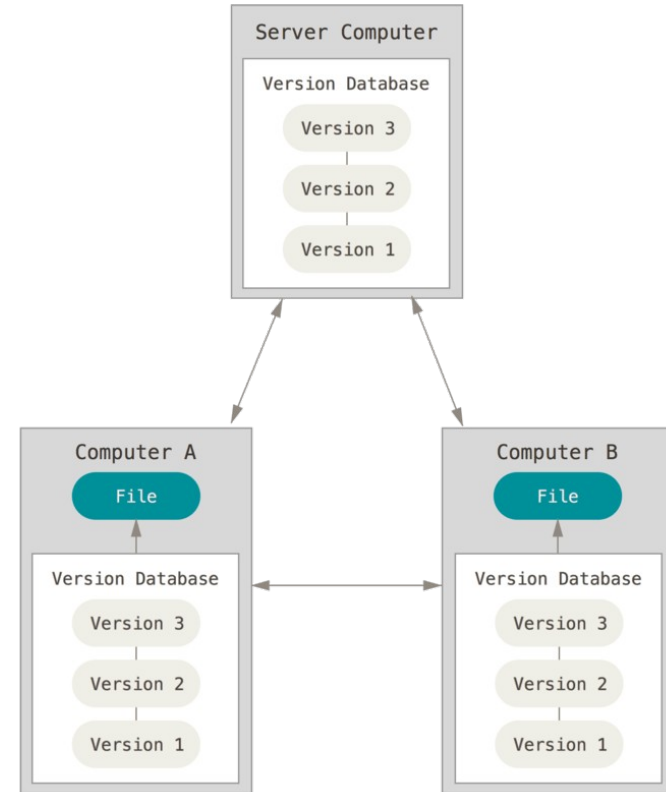 Server Computer
Version Database
Version 3
Version 2
Version 1
Computer A
File
Version Database
Version 3
Version 2
Version 1
Computer B
File
Version Database
Version 3
Version 2
Version 1